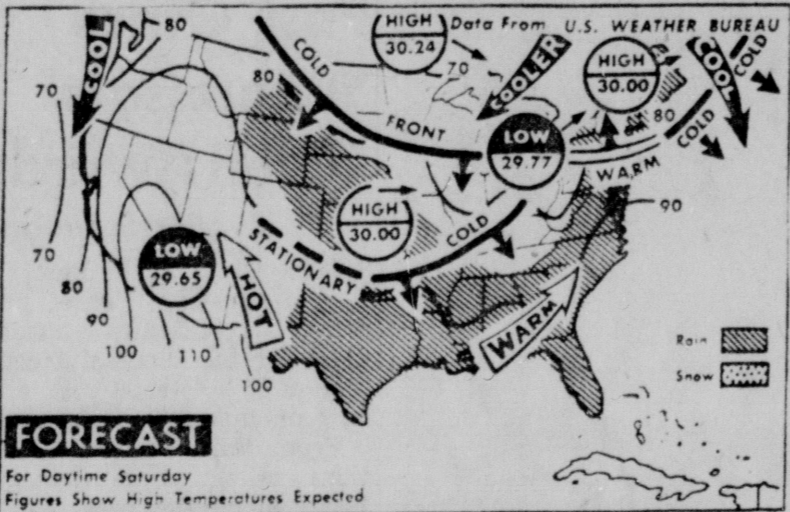 HIGH
30.24
Data From U.S. WEATHER BUREAU
COOL
80
COLD
70
COOLER
HIGH
30.00
COOL
COLD
70
80
FRONT
LOW
29.77
80
COLD
WARM
HIGH
30.00
90
COLD
STATIONARY
LOW
29.65
HOT
WARM
70
80
90
100
110
100
Rain
Snow
FORECAST
For Daytime Saturday
Figures Show High Temperatures Expected